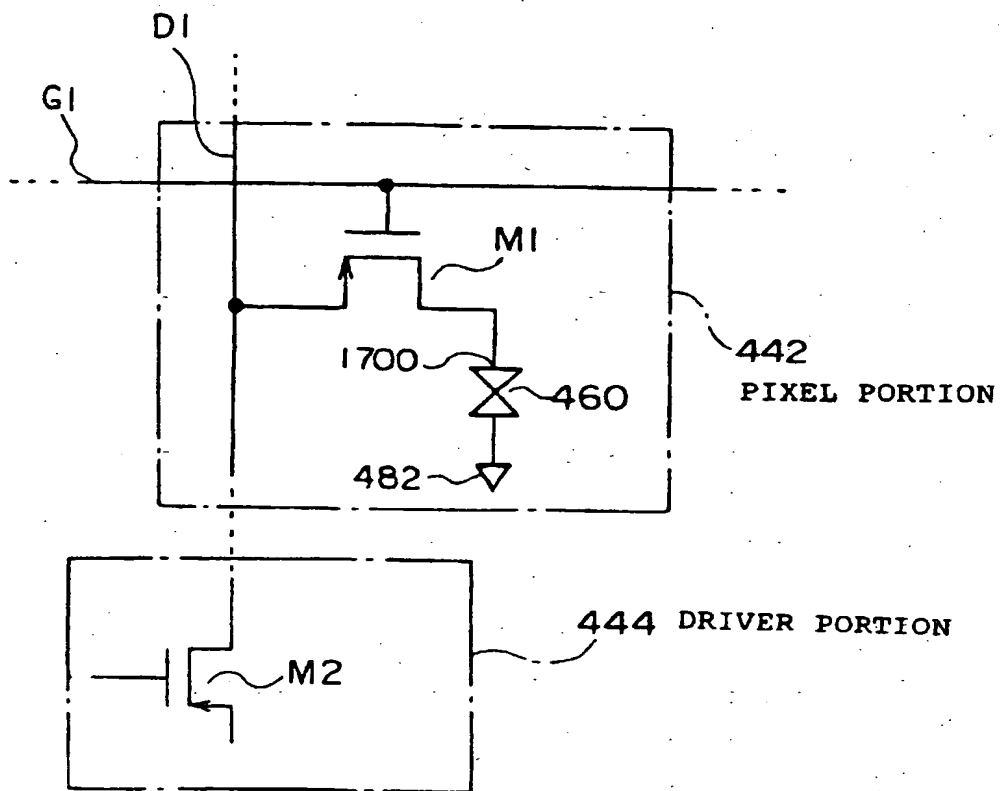 D1
G1
M1
1700
442
PIXEL PORTION
460
482
444 DRIVER PORTION
M2